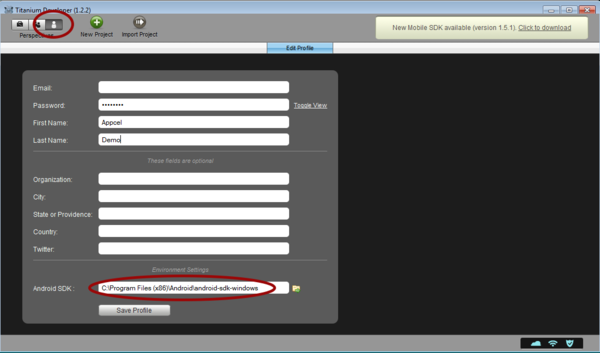 Titanium Developer (1.2.2)
Perspectives
New Project
Import Project
New Mobile SDK available (version 1.5.1). Click to download
Edit Profile
Email:
Password: ••••••••
Toggle View
First Name: Appcel
Last Name: Demo
These fields are optional
Organization:
City:
State or Providence:
Country:
Twitter:
Environment Settings
Android SDK : C:\Program Files (x86)\Android\android-sdk-windows
Save Profile